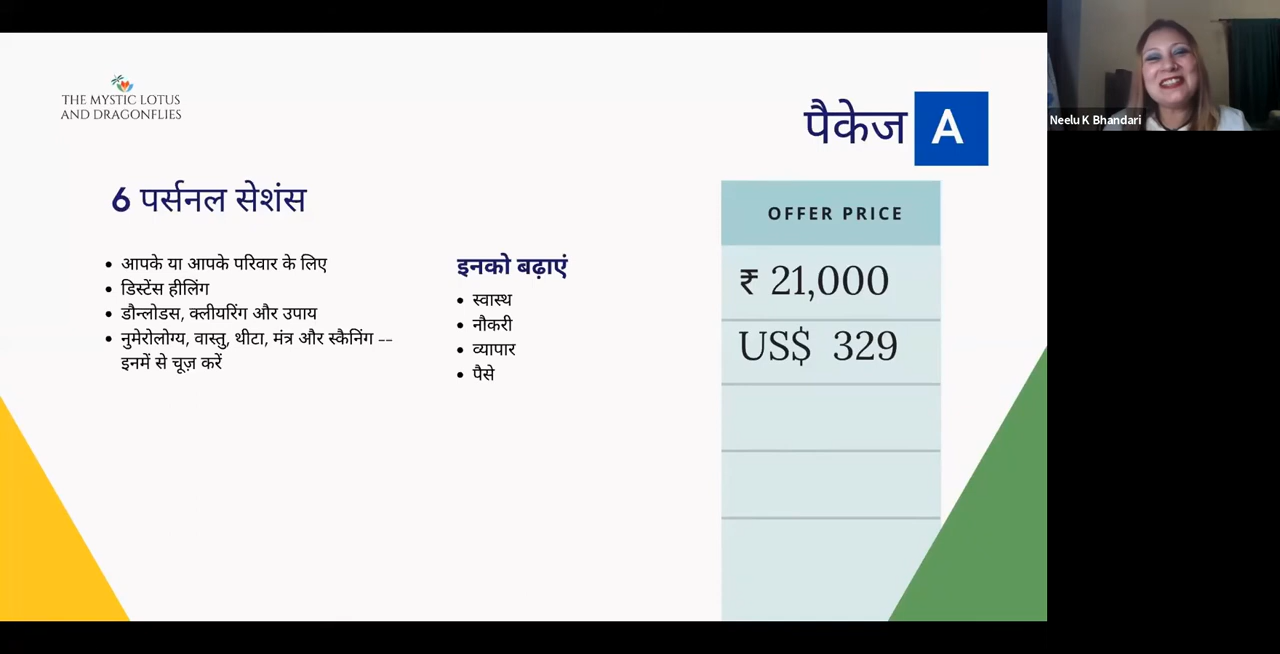 THE MYSTIC LOTUS
AND DRAGONFLIES
पैकेज A
6 पर्सनल सेशंस
आपके या आपके परिवार के लिए
डिस्टेंस हीलिंग
डौन्लोडस, क्लीयरिंग और उपाय
नुमेरोलोग्य, वास्तु, थीटा, मंत्र और स्कैनिंग --
इनमें से चूज़ करें
इनको बढ़ाएं
स्वास्थ
नौकरी
व्यापार
पैसे
OFFER PRICE
₹ 21,000
US$ 329
Neelu K Bhandari